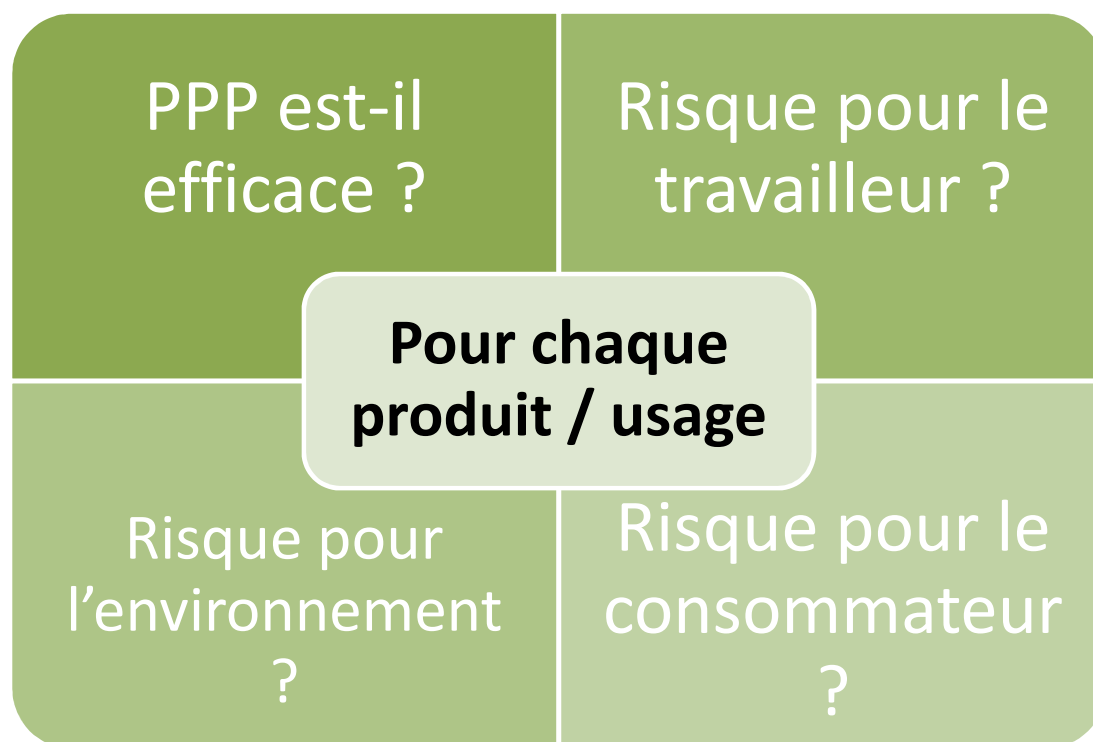 PPP est-il
efficace ?
Risque pour le
travailleur ?
Pour chaque
produit / usage
Risque pour
l’environnement
?
Risque pour le
consommateur
?